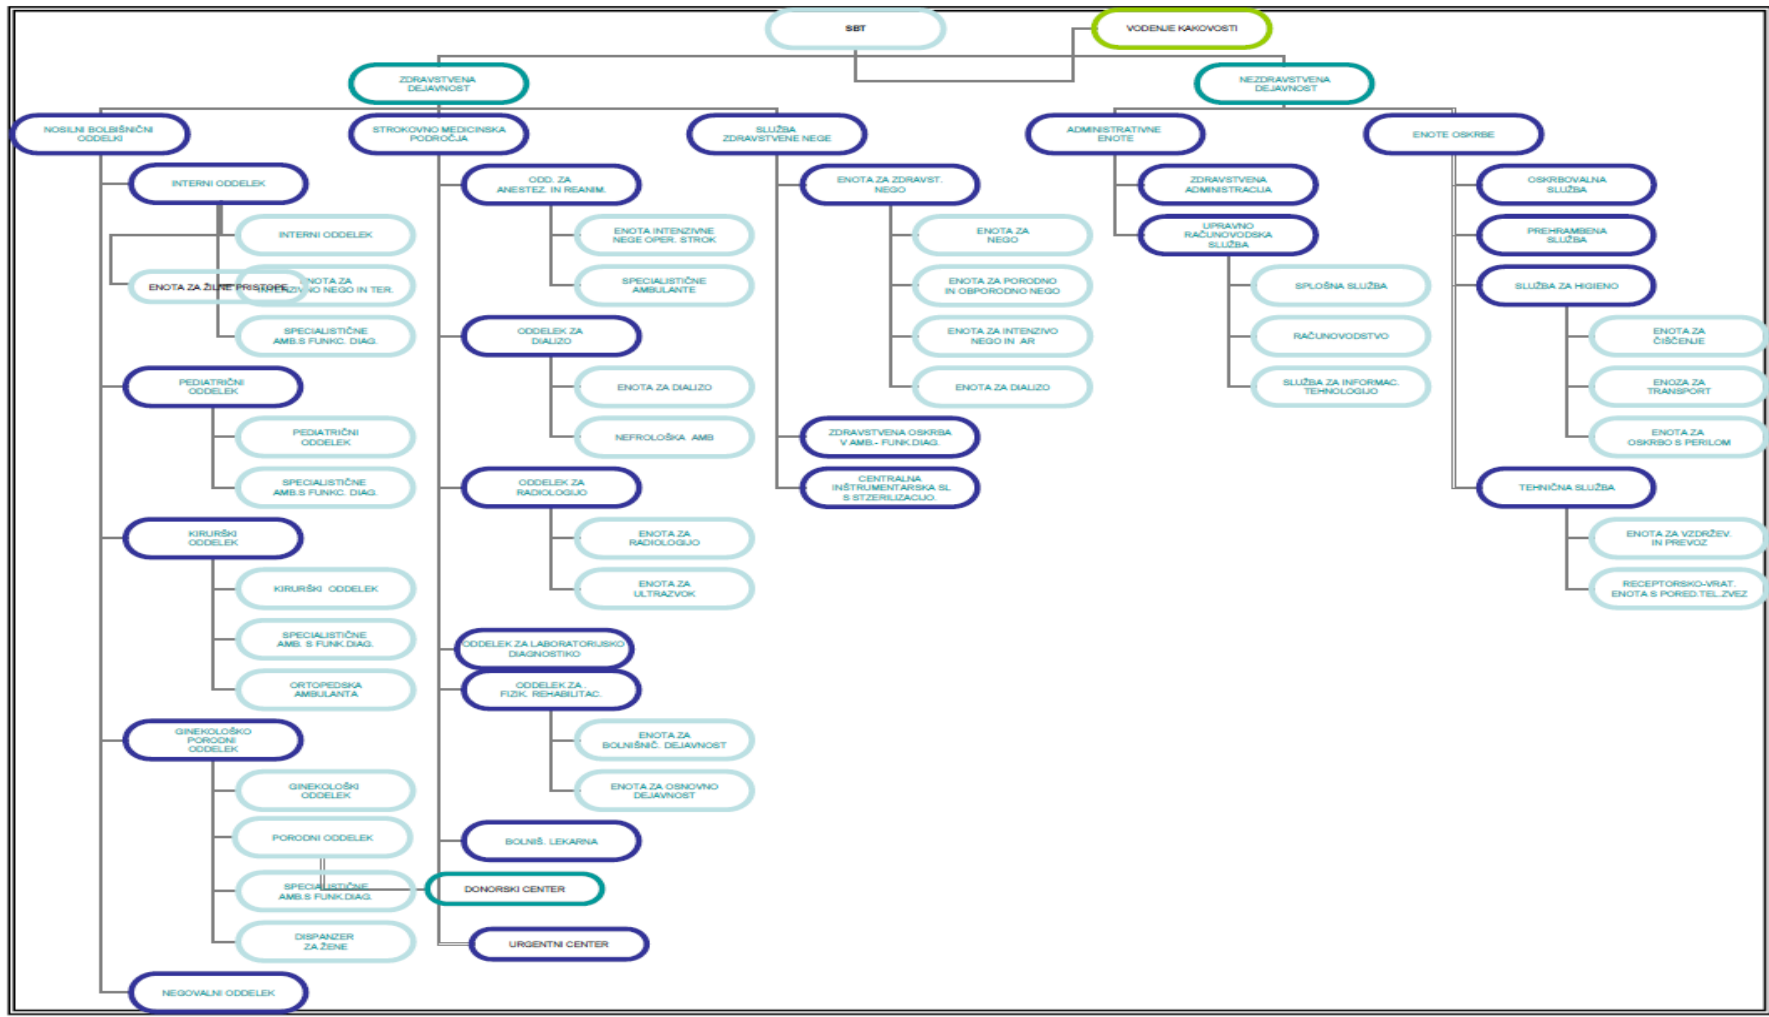 SBT
VODENJE KAKOVOSTI
ZDRAVSTVENA
DEJAVNOST
NEZDRAVSTVENA
DEJAVNOST
NOSILNI BOLBIŠNIČNI
ODDELKI
STROKOVNO MEDICINSKA
PODROČJA
SLUŽBA
ZDRAVSTVENE NEGE
ADMINISTRATIVNE
ENOTE
ENOTE OSKRBE
INTERNI ODDELEK
INTERNI ODDELEK
ENOTA ZA ŽILNE PRISTOPE
ENOTA ZA
INTENZIVNO NEGO IN TER.
SPECIALISTIČNE
AMB.S FUNKC. DIAG.
PEDIATRIČNI
ODDELEK
PEDIATRIČNI
ODDELEK
SPECIALISTIČNE
AMB.S FUNKC. DIAG.
KIRURŠKI
ODDELEK
KIRURŠKI ODDELEK
SPECIALISTIČNE
AMB. S FUNK.DIAG.
ORTOPEDSKA
AMBULANTA
GINEKOLOŠKO
PORODNI
ODDELEK
GINEKOLOŠKI
ODDELEK
PORODNI ODDELEK
SPECIALISTIČNE
AMB.S FUNK.DIAG.
DISPANZER
ZA ŽENE
NEGOVALNI ODDELEK
ODD. ZA
ANESTEZ. IN REANIM.
ENOTA INTENZIVNE
NEGE OPER. STROK
SPECIALISTIČNE
AMBULANTE
ODDELEK ZA
DIALIZO
ENOTA ZA DIALIZO
NEFROLOŠKA AMB
ODDELEK ZA
RADIOLOGIJO
ENOTA ZA
RADIOLOGIJO
ENOTA ZA
ULTRAZVOK
ODDELEK ZA LABORATORIJSKO
DIAGNOSTIKO
ODDELEK ZA .
FIZIK. REHABILITAC.
ENOTA ZA
BOLNIŠNIČ. DEJAVNOST
ENOTA ZA OSNOVNO
DEJAVNOST
BOLNIŠ. LEKARNA
DONORSKI CENTER
URGENTNI CENTER
ENOTA ZA ZDRAVST.
NEGO
ENOTA ZA
NEGO
ENOTA ZA PORODNO
IN OBPORODNO NEGO
ENOTA ZA INTENZIVO
NEGO IN AR
ENOTA ZA DIALIZO
ZDRAVSTVENA OSKRBA
V AMB.- FUNK.DIAG.
CENTRALNA
INŠTRUMENTARSKA SL
S STZERILIZACIJO.
ZDRAVSTVENA
ADMINISTRACIJA
UPRAVNO
RAČUNOVODSKA
SLUŽBA
SPLOŠNA SLUŽBA
RAČUNOVODSTVO
SLUŽBA ZA INFORMAC.
TEHNOLOGIJO
OSKRBOVALNA
SLUŽBA
PREHRAMBENA
SLUŽBA
SLUŽBA ZA HIGIENO
ENOTA ZA
ČIŠČENJE
ENOZA ZA
TRANSPORT
ENOTA ZA
OSKRBO S PERILOM
TEHNIČNA SLUŽBA
ENOTA ZA VZDRŽEV.
IN PREVOZ
RECEPTORSKO-VRAT.
ENOTA S PORED.TEL.ZVEZ